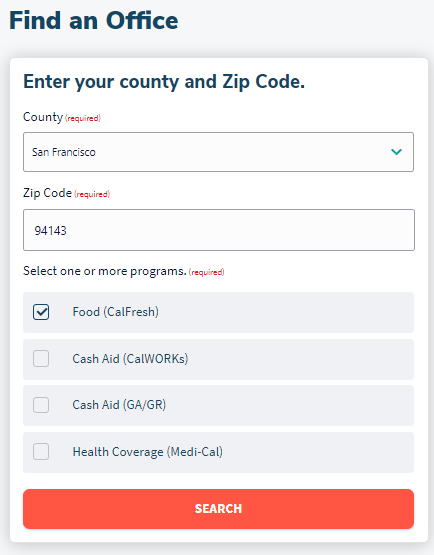 Find an Office
Enter your county and Zip Code.
County (required)
San Francisco
Zip Code (required)
94143
Select one or more programs. (required)
Food (CalFresh)
Cash Aid (CalWORKs)
Cash Aid (GA/GR)
Health Coverage (Medi-Cal)
SEARCH